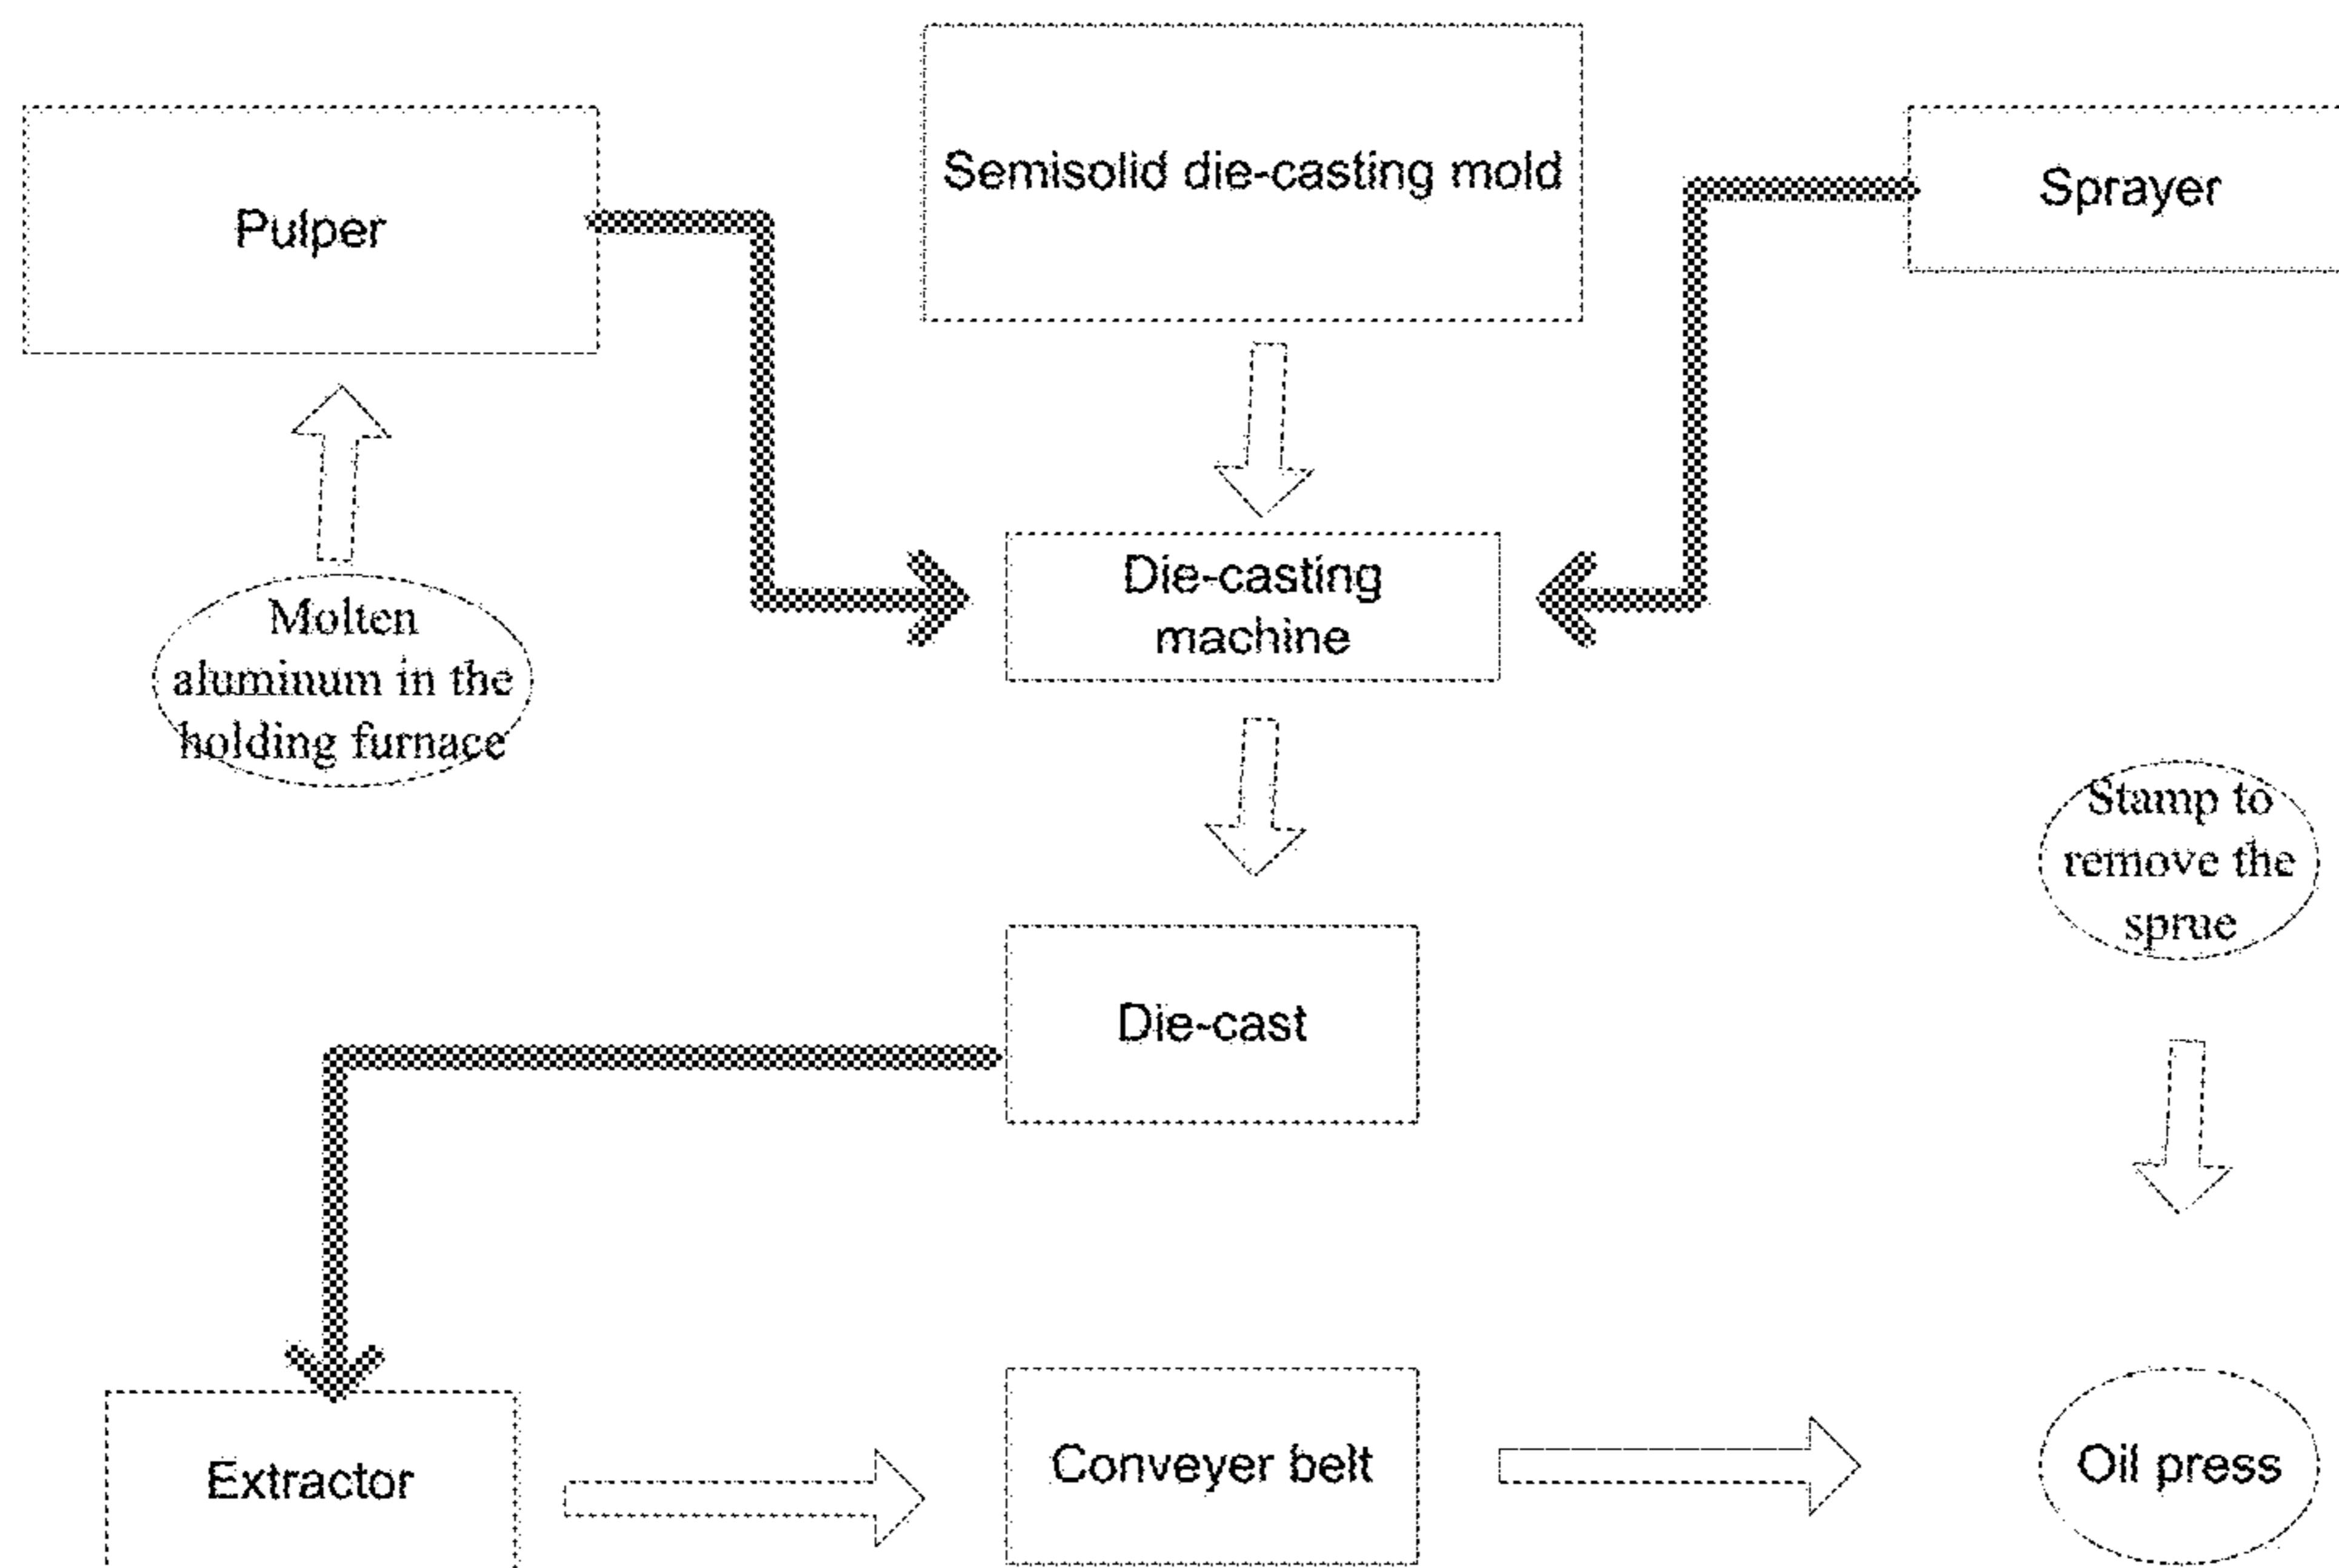 Semisolid die-casting mold
Pulper
Sprayer
Die-casting
machine
Molten
aluminum in the
holding furnace
Stamp to
remove the
sprue
Die-cast
Extractor
Conveyer belt
Oil press